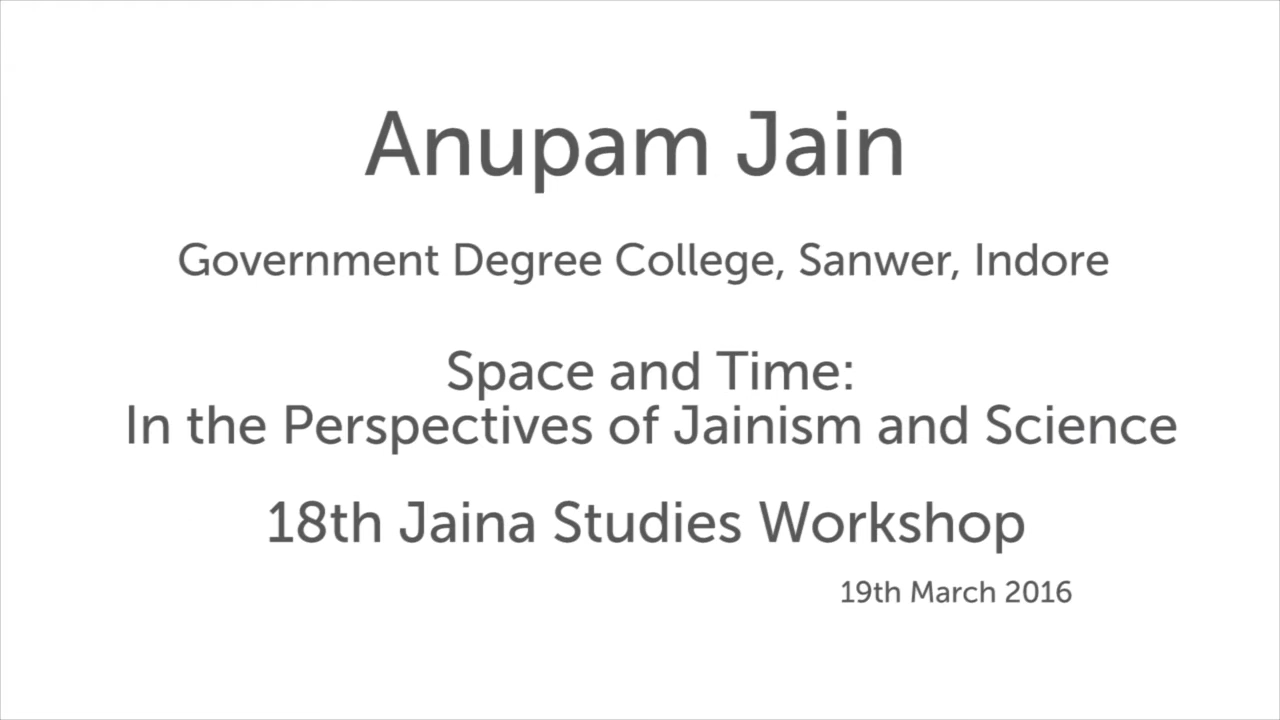 Anupam Jain
Government Degree College, Sanwer, Indore
Space and Time:
In the Perspectives of Jainism and Science
18th Jaina Studies Workshop
19th March 2016